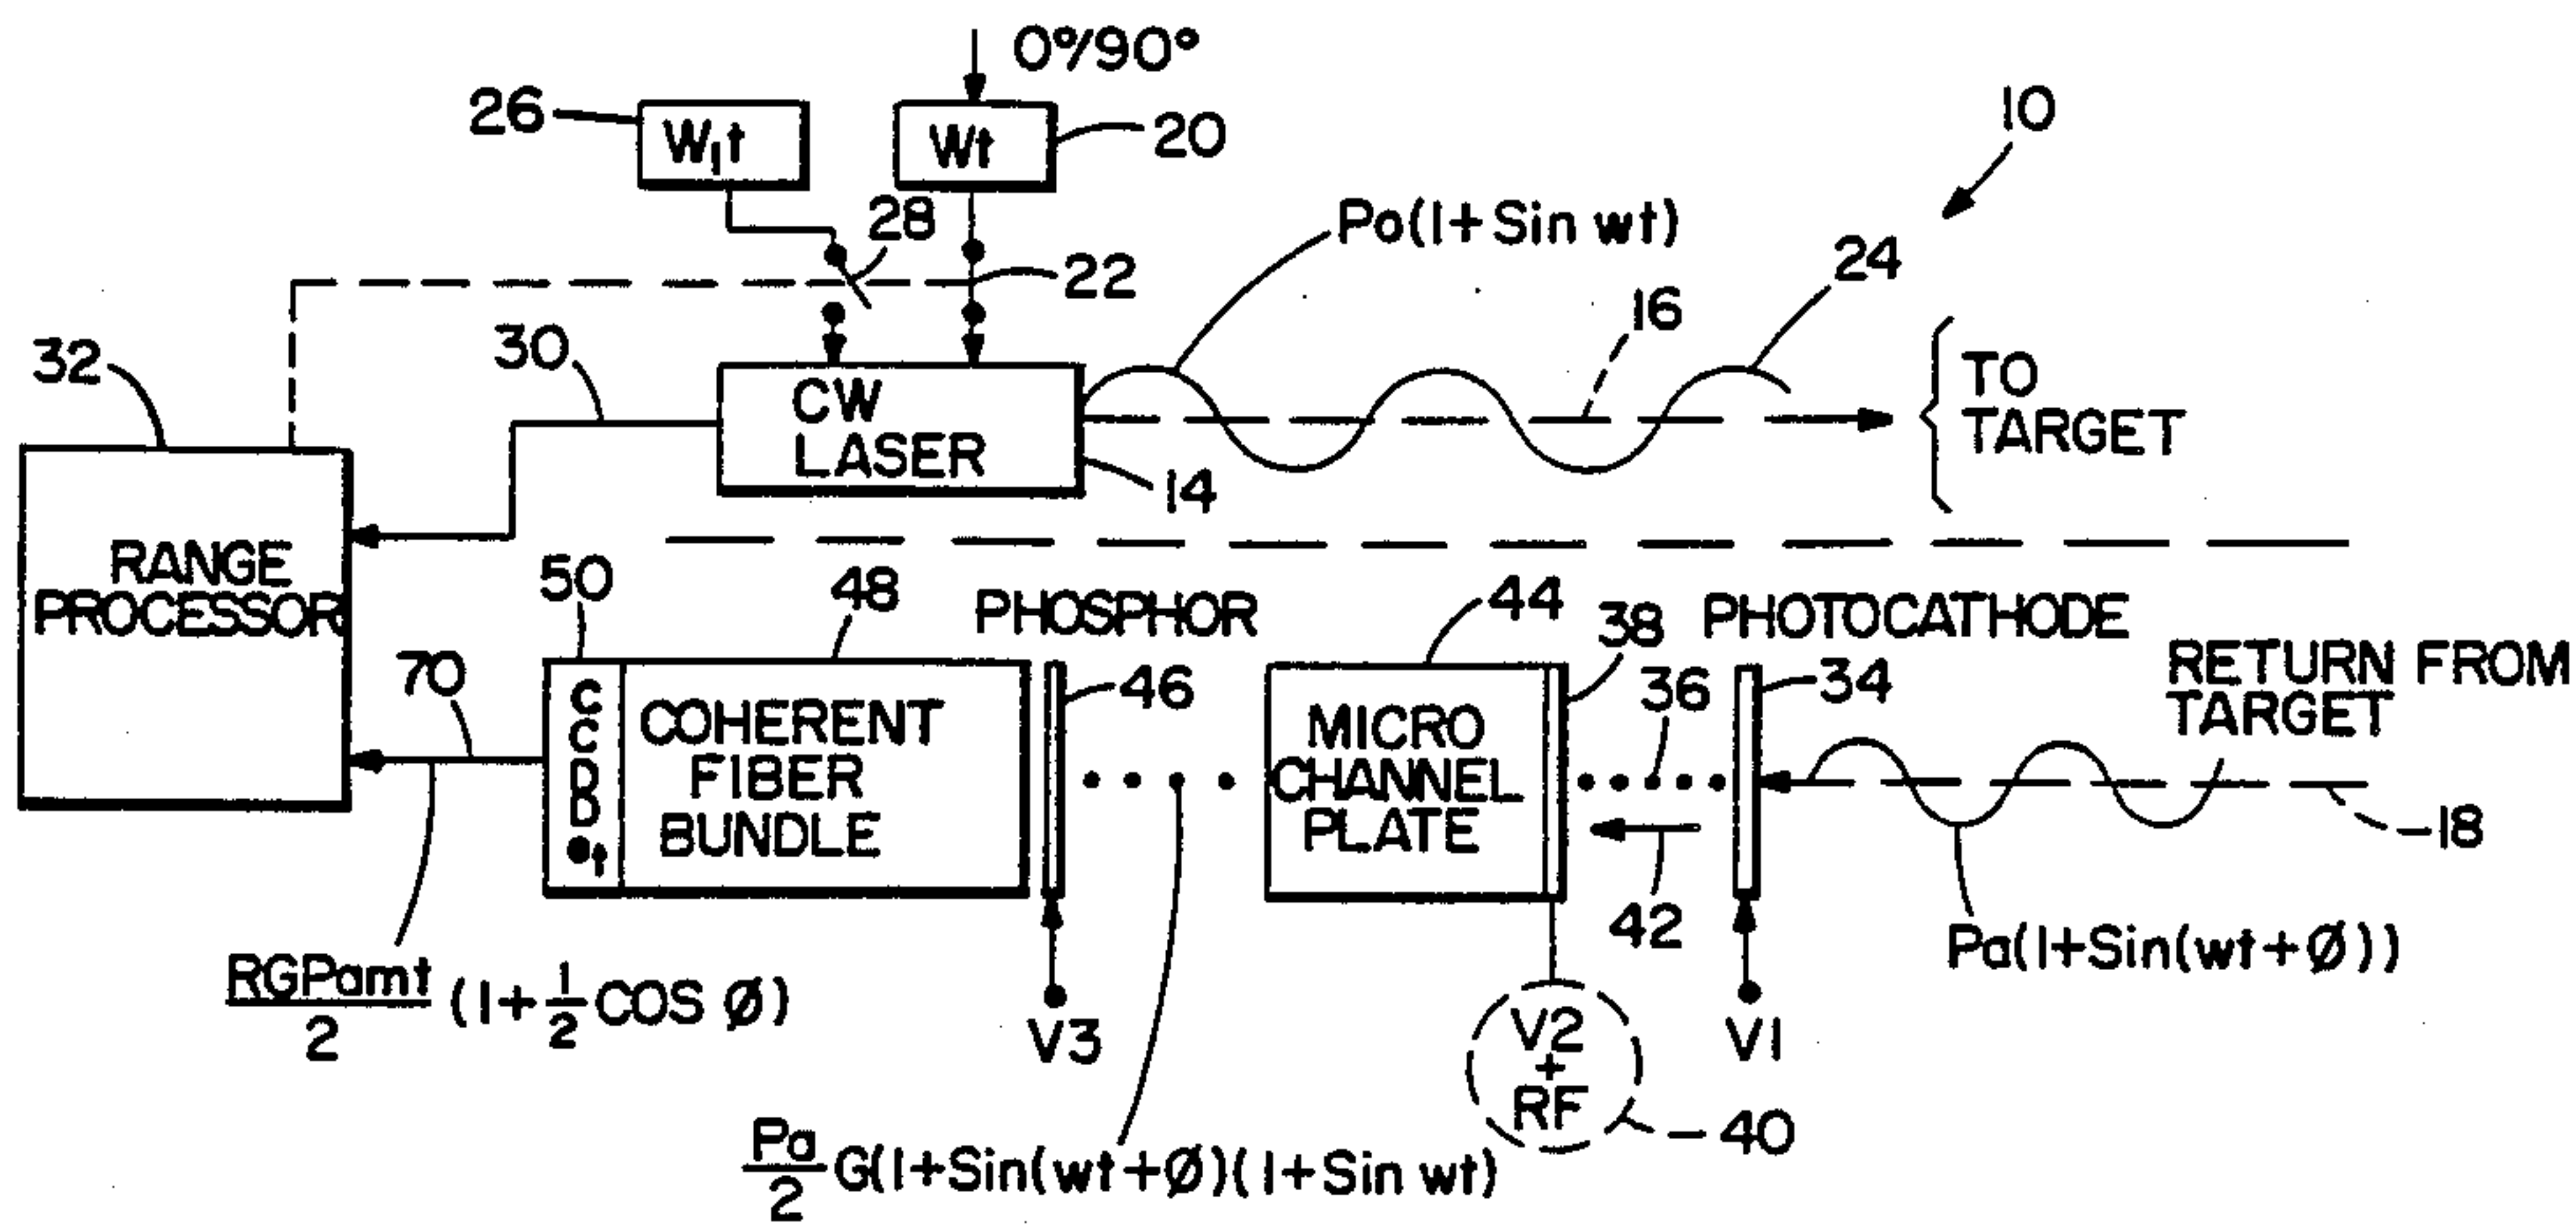 0°/90°
26
W₁t
Wt
20
10
28
Po(1+Sin wt)
22
24
16
32
30
CW
LASER
14
TO
TARGET
RANGE
PROCESSOR
50
48
PHOSPHOR
44
38
PHOTOCATHODE
70
CCD
COHERENT
FIBER
BUNDLE
46
MICRO
CHANNEL
PLATE
36
34
RETURN FROM
TARGET
18
42
Pa(1+Sin(wt+Ø))
RGPamt/2 (1+½COS Ø)
V3
V2
+
RF
V1
40
Pa/2 G(1+Sin(wt+Ø)(1+Sin wt)